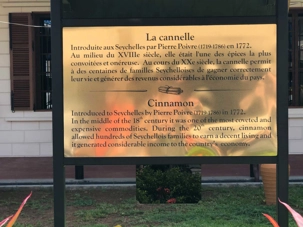 La cannelle
Introduite aux Seychelles par Pierre Poivre (1719-1786) en 1772.
Au milieu du XVIIIe siècle, elle était l'une des épices la plus
convoitées et onéreuse. Au cours du XXe siècle, la cannelle permit
à des centaines de familles Seychelloises de gagner correctement
leur vie et générer des revenus considérables à l'économie du pays.
Cinnamon
Introduced to Seychelles by Pierre Poivre (1719-1786) in 1772.
In the middle of the 18th century it was one of the most coveted and
expensive commodities. During the 20th century, cinnamon
allowed hundreds of Seychellois families to earn a decent living and
it generated considerable income to the country's economy.